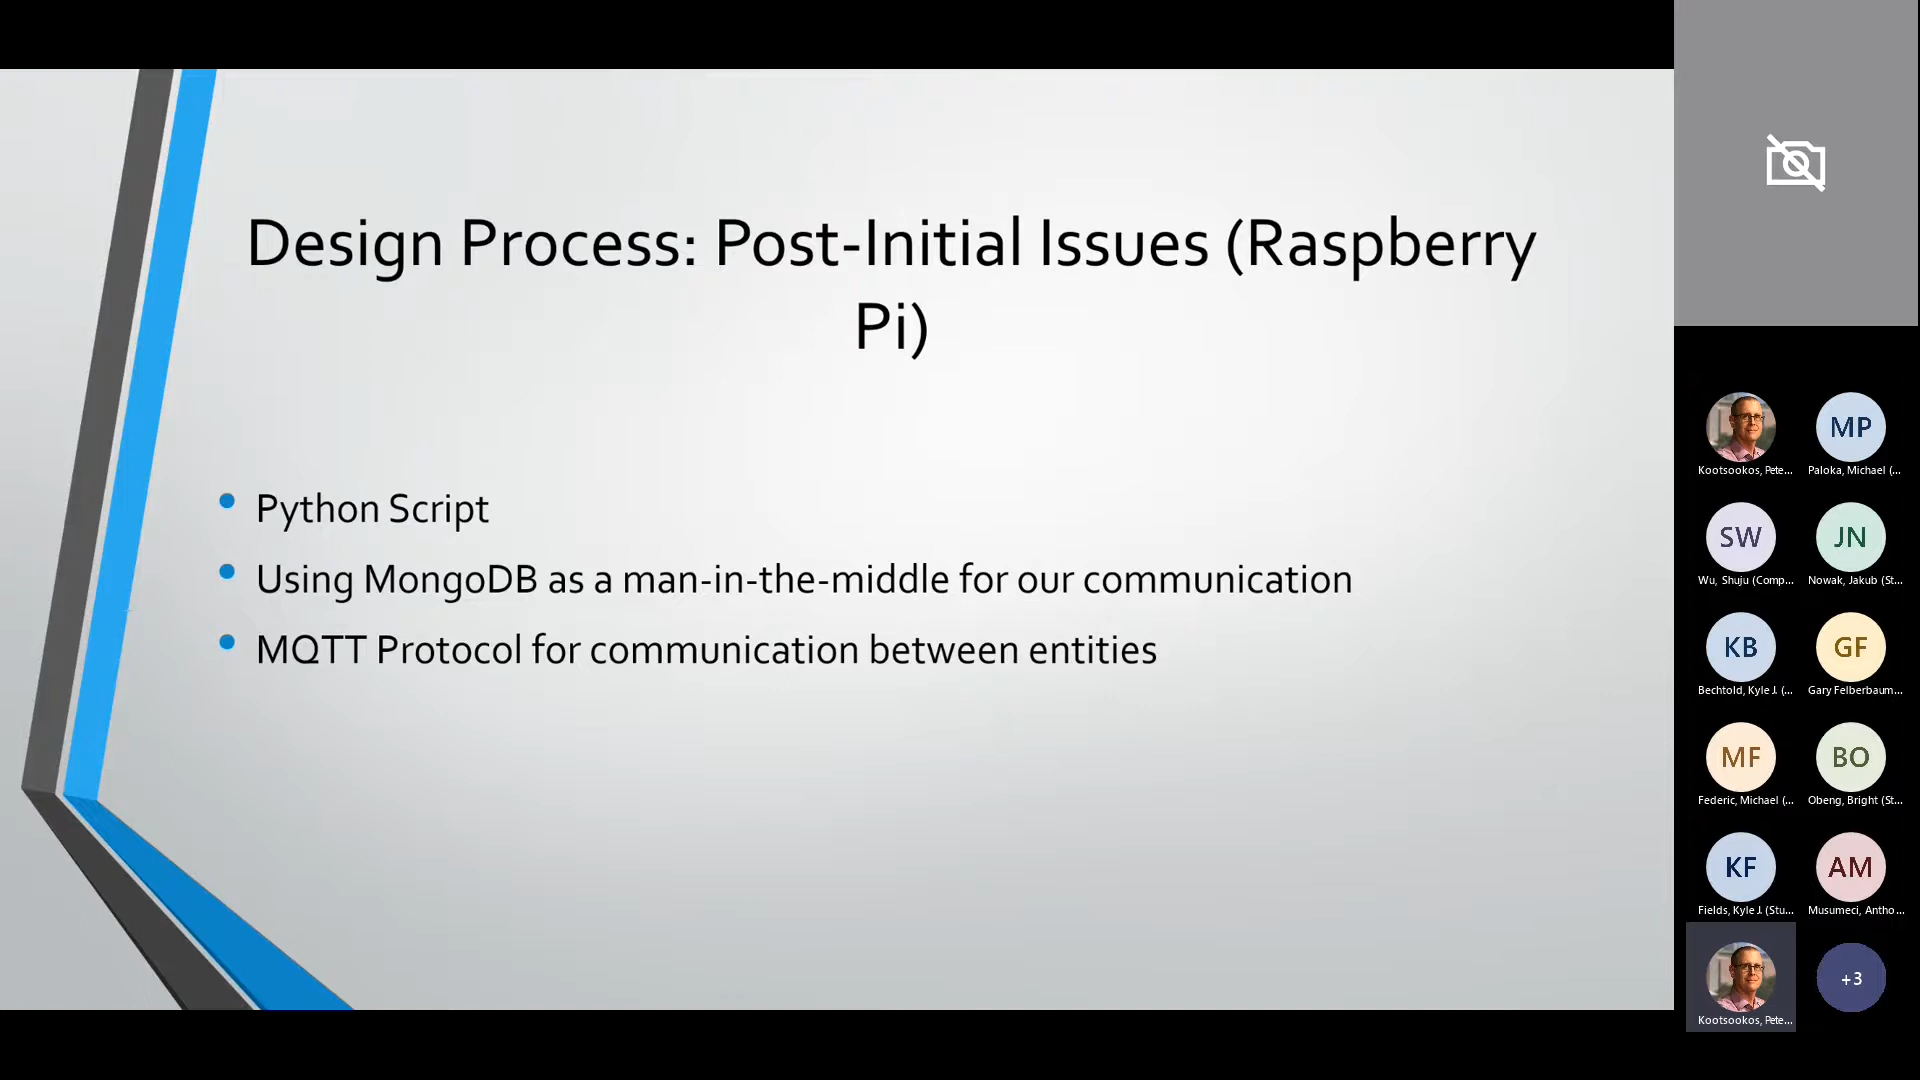 Design Process: Post-Initial Issues (Raspberry
Pi)
Python Script
Using MongoDB as a man-in-the-middle for our communication
MQTT Protocol for communication between entities
Kootsookos, Pete...
MP
Paloka, Michael (...
SW
Wu, Shuju (Comp...
JN
Nowak, Jakub (St...
KB
Bechtold, Kyle J. (...
GF
Gary Felberbaum...
MF
Federic, Michael (...
BO
Obeng, Bright (St...
KF
Fields, Kyle J. (Stu...
AM
Musumeci, Antho...
Kootsookos, Pete...
+3